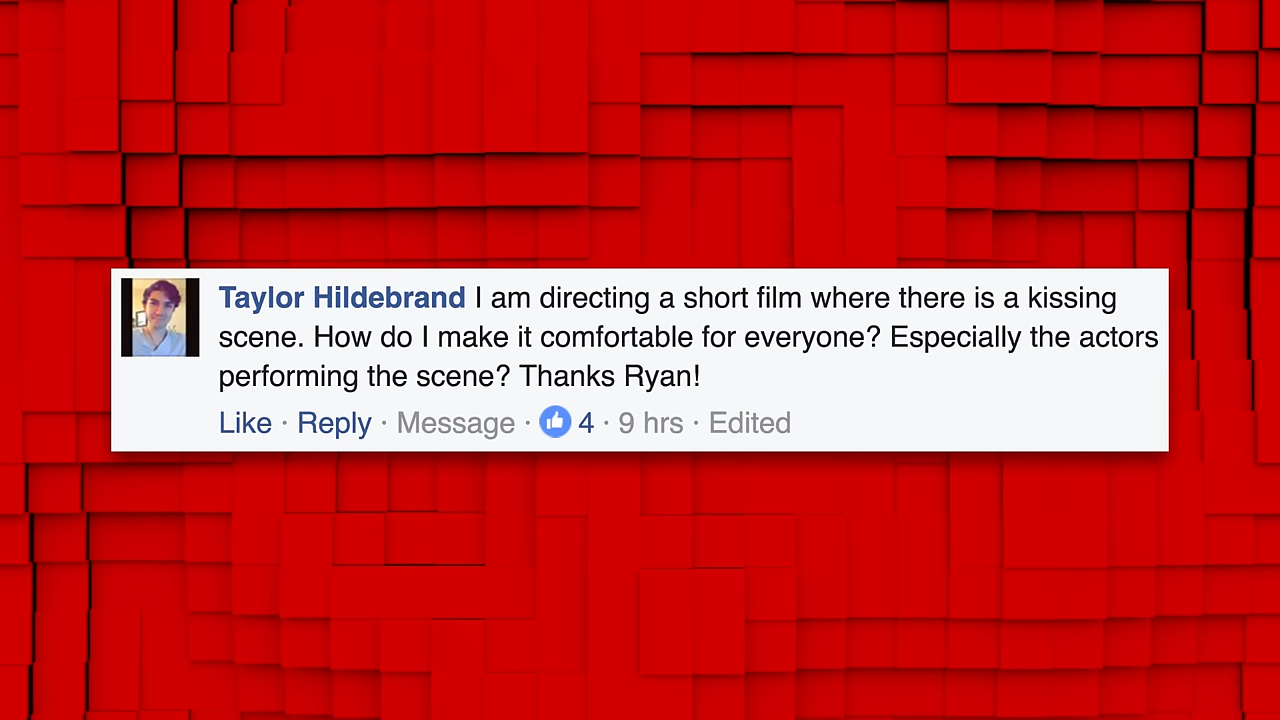 Taylor Hildebrand I am directing a short film where there is a kissing
scene. How do I make it comfortable for everyone? Especially the actors
performing the scene? Thanks Ryan!
Like · Reply · Message · 4 · 9 hrs · Edited